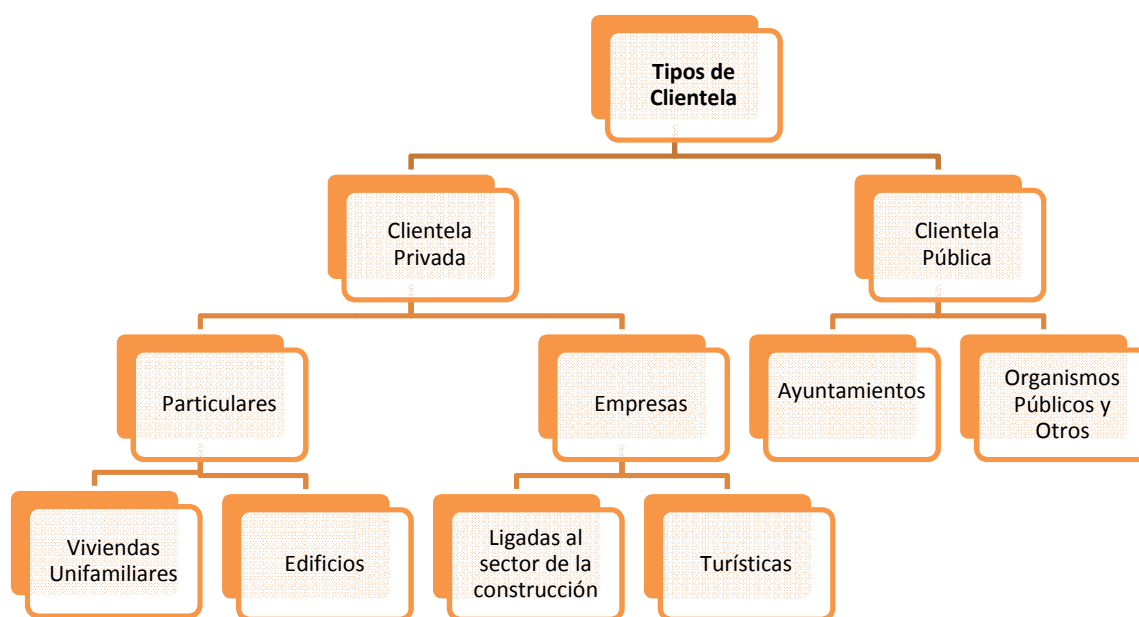 Tipos de
Clientela
Clientela
Privada
Clientela
Pública
Particulares
Empresas
Ayuntamientos
Organismos
Públicos y
Otros
Viviendas
Unifamiliares
Edificios
Ligadas al
sector de la
construcción
Turísticas